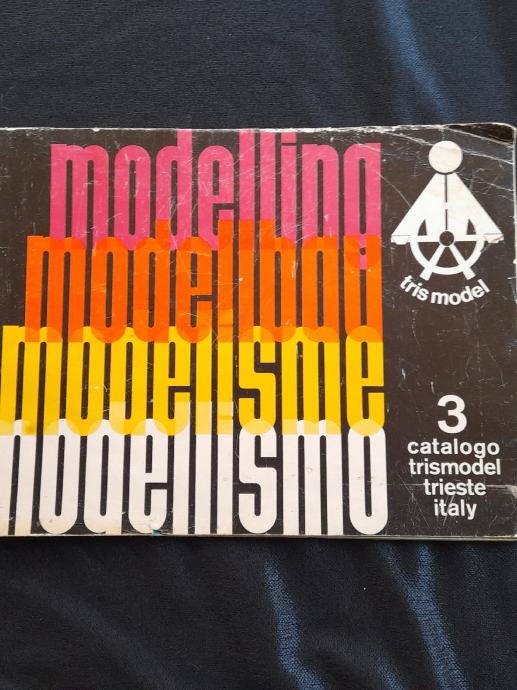 modelling
modellbau
modelisme
modellismo
tris model
3
catalogo
trismodel
trieste
italy